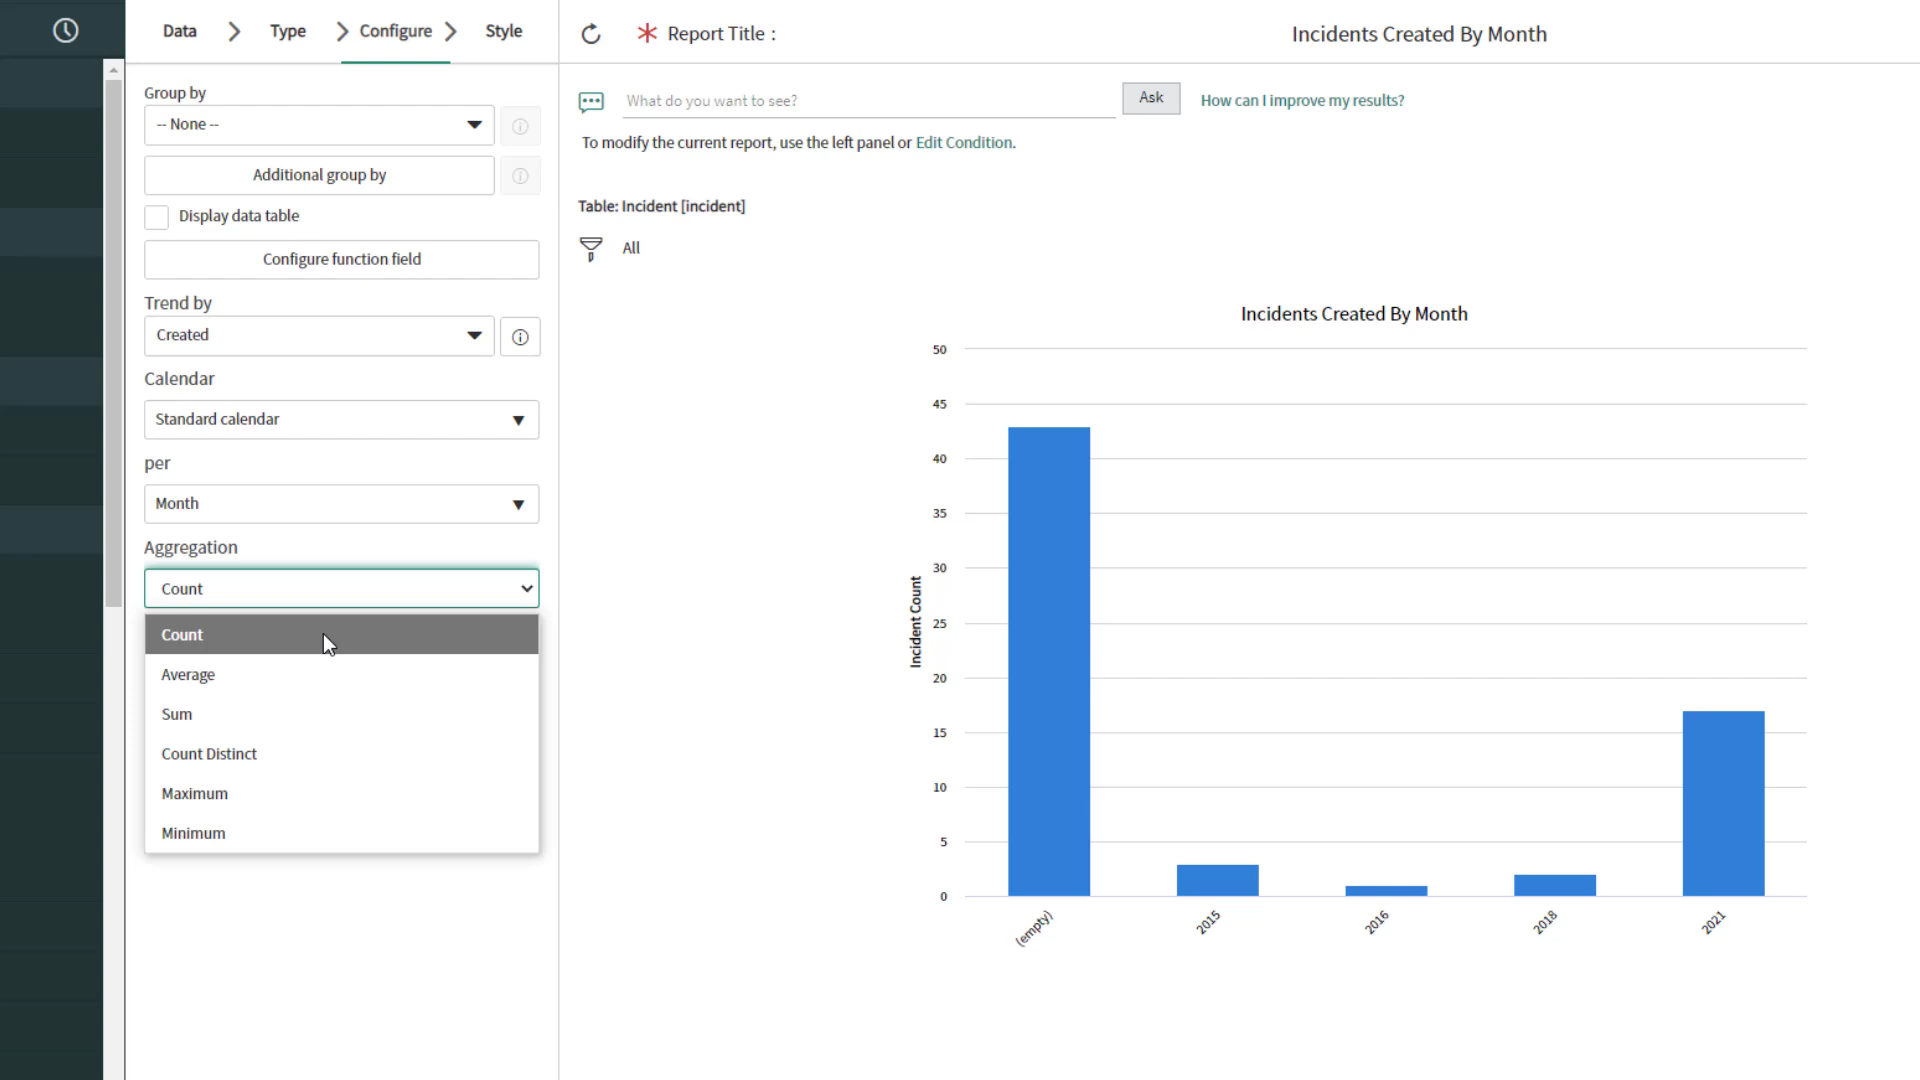 Data
Type
Configure
Style
Group by
-- None --
Additional group by
Display data table
Configure function field
Trend by
Created
Calendar
Standard calendar
per
Month
Aggregation
Count
Count
Average
Sum
Count Distinct
Maximum
Minimum
Report Title :
Incidents Created By Month
What do you want to see?
Ask
How can I improve my results?
To modify the current report, use the left panel or Edit Condition.
Table: Incident [incident]
All
Incidents Created By Month
50
45
40
35
30
25
20
15
10
5
0
Incident Count
(empty)
2015
2016
2018
2021